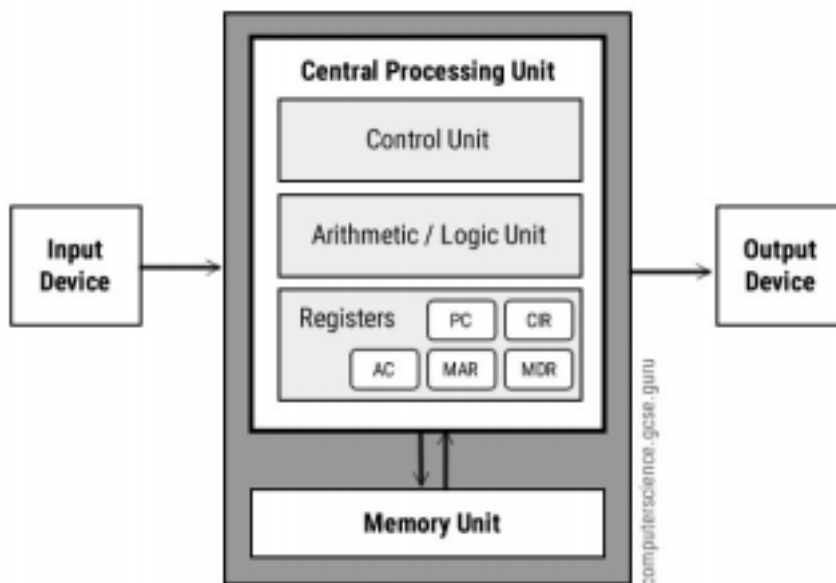 Central Processing Unit
Control Unit
Arithmetic / Logic Unit
Input
Device
Output
Device
Registers
PC
CIR
AC
MAR
MDR
Memory Unit
computerscience.gcse.guru